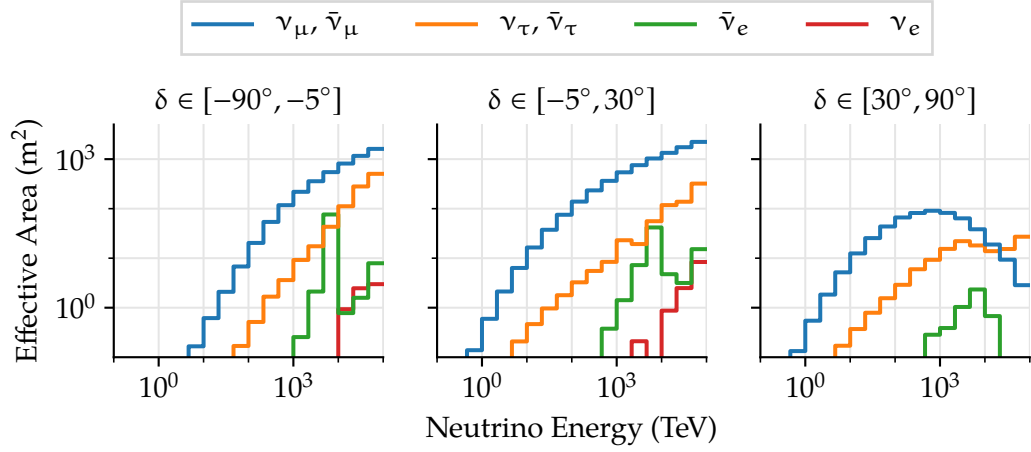 ν_μ, ν̄_μ ν_τ, ν̄_τ ν̄_e ν_e
δ ∈ [−90°, −5°] δ ∈ [−5°, 30°] δ ∈ [30°, 90°]
Effective Area (m²)
10³
10⁰
10⁰ 10³ 10⁰ 10³ 10⁰ 10³
Neutrino Energy (TeV)